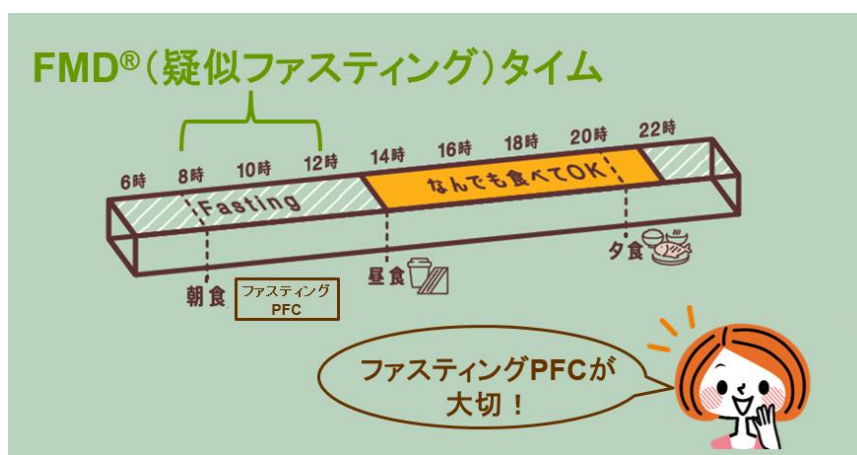 FMD®（疑似ファスティング）タイム
6時 8時 10時 12時 14時 16時 18時 20時 22時
Fasting
なんでも食べてOK
朝食
ファスティング
PFC
昼食
夕食
ファスティングPFCが
大切！